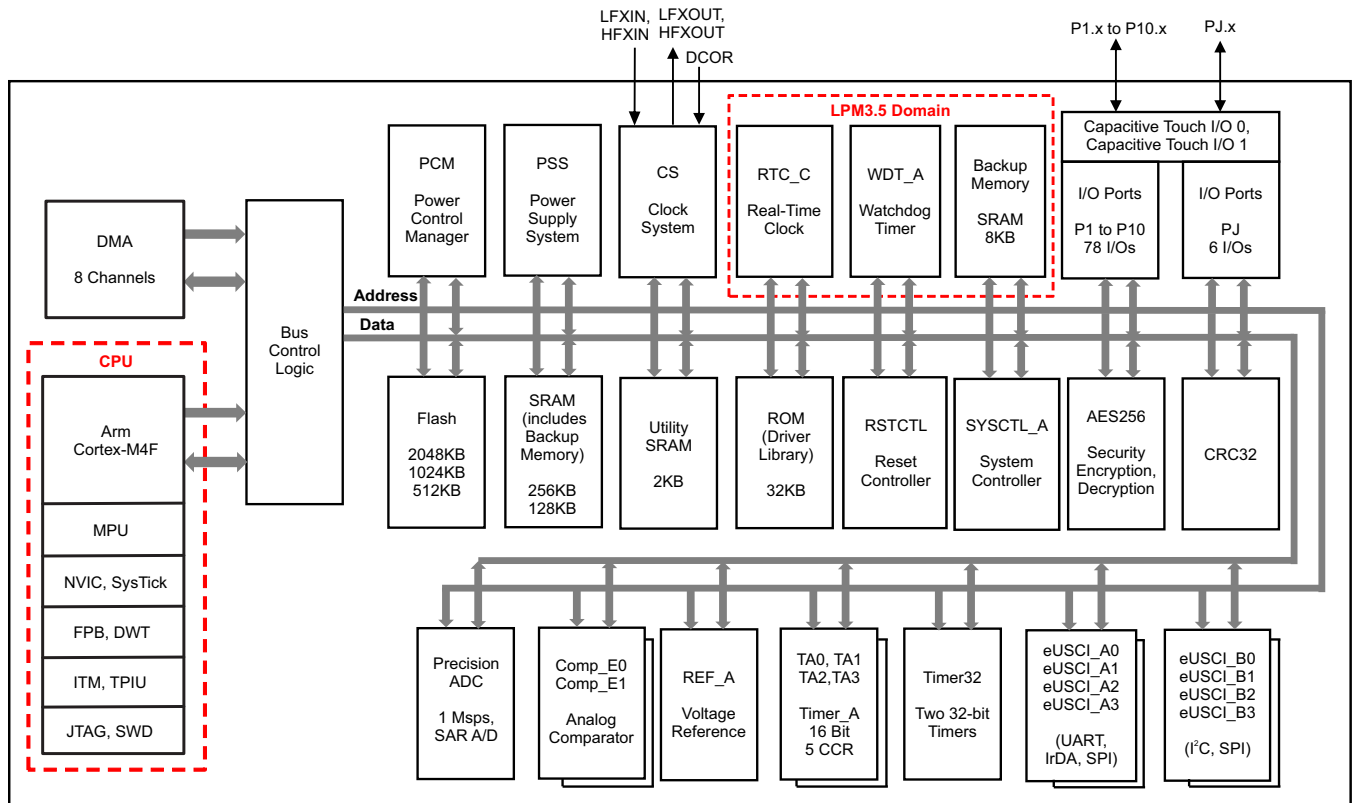 LFXIN,
HFXIN
LFXOUT,
HFXOUT
DCOR
P1.x to P10.x
PJ.x
LPM3.5 Domain
Capacitive Touch I/O 0,
Capacitive Touch I/O 1
PCM
Power
Control
Manager
PSS
Power
Supply
System
CS
Clock
System
RTC_C
Real-Time
Clock
WDT_A
Watchdog
Timer
Backup
Memory
SRAM
8KB
I/O Ports
P1 to P10
78 I/Os
I/O Ports
PJ
6 I/Os
DMA
8 Channels
Bus
Control
Logic
Address
Data
CPU
Arm
Cortex-M4F
MPU
NVIC, SysTick
FPB, DWT
ITM, TPIU
JTAG, SWD
Flash
2048KB
1024KB
512KB
SRAM
(includes
Backup
Memory)
256KB
128KB
Utility
SRAM
2KB
ROM
(Driver
Library)
32KB
RSTCTL
Reset
Controller
SYSCTL_A
System
Controller
AES256
Security
Encryption,
Decryption
CRC32
Precision
ADC
1 Msps,
SAR A/D
Comp_E0
Comp_E1
Analog
Comparator
REF_A
Voltage
Reference
TA0, TA1
TA2,TA3
Timer_A
16 Bit
5 CCR
Timer32
Two 32-bit
Timers
eUSCI_A0
eUSCI_A1
eUSCI_A2
eUSCI_A3
(UART,
IrDA, SPI)
eUSCI_B0
eUSCI_B1
eUSCI_B2
eUSCI_B3
(I²C, SPI)